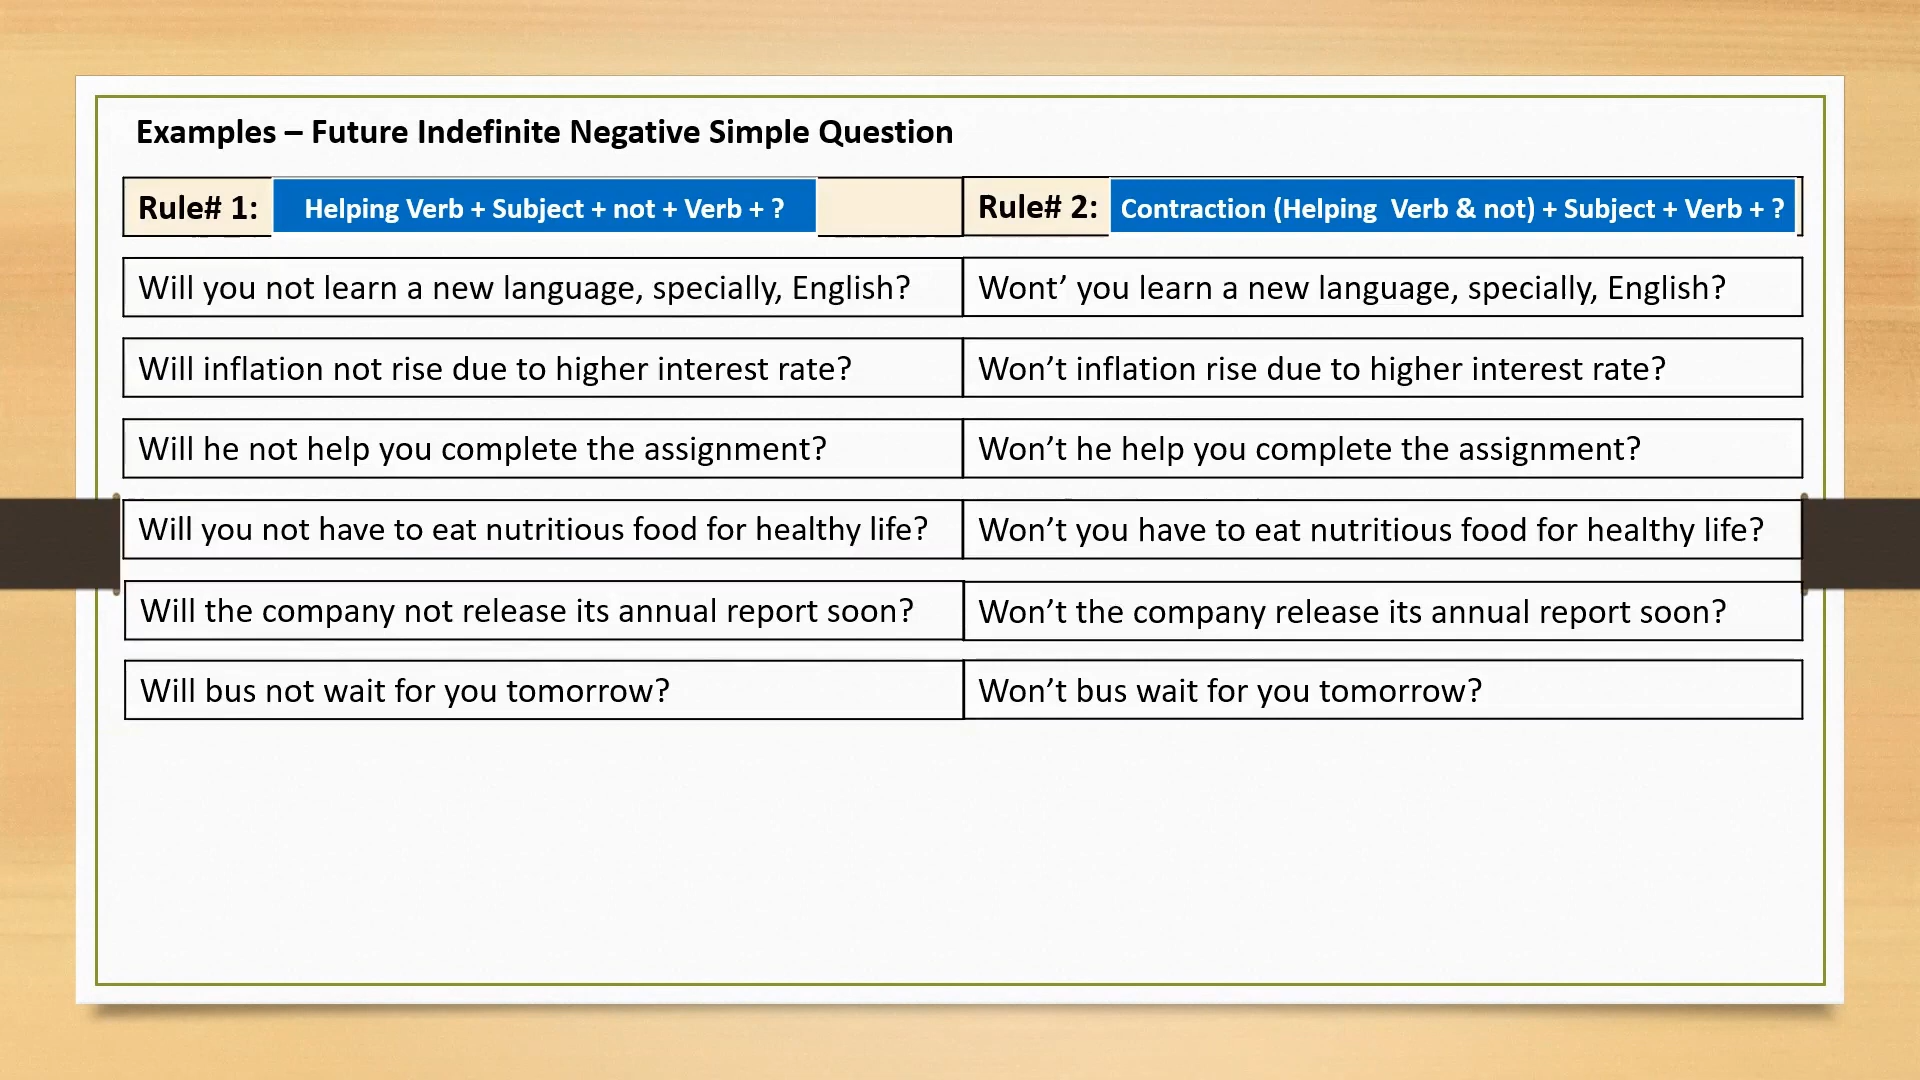 Examples – Future Indefinite Negative Simple Question
Rule# 1: Helping Verb + Subject + not + Verb + ?
Rule# 2: Contraction (Helping Verb & not) + Subject + Verb + ?
Will you not learn a new language, specially, English?
Wont’ you learn a new language, specially, English?
Will inflation not rise due to higher interest rate?
Won’t inflation rise due to higher interest rate?
Will he not help you complete the assignment?
Won’t he help you complete the assignment?
Will you not have to eat nutritious food for healthy life?
Won’t you have to eat nutritious food for healthy life?
Will the company not release its annual report soon?
Won’t the company release its annual report soon?
Will bus not wait for you tomorrow?
Won’t bus wait for you tomorrow?